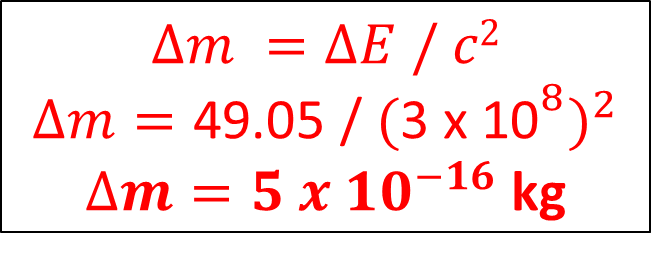 Δm = ΔE / c²
Δm = 49.05 / (3 x 10⁸)²
Δm = 5 x 10⁻¹⁶ kg